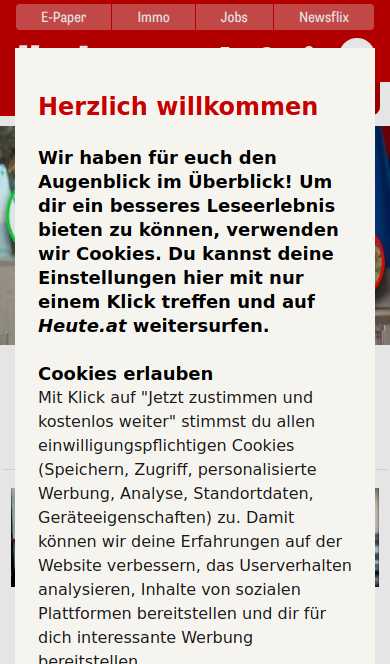 E-Paper Immo Jobs Newsflix
Herzlich willkommen
Wir haben für euch den
Augenblick im Überblick! Um
dir ein besseres Leseerlebnis
bieten zu können, verwenden
wir Cookies. Du kannst deine
Einstellungen hier mit nur
einem Klick treffen und auf
Heute.at weitersurfen.
Cookies erlauben
Mit Klick auf "Jetzt zustimmen und
kostenlos weiter" stimmst du allen
einwilligungspflichtigen Cookies
(Speichern, Zugriff, personalisierte
Werbung, Analyse, Standortdaten,
Geräteeigenschaften) zu. Damit
können wir deine Erfahrungen auf der
Website verbessern, das Userverhalten
analysieren, Inhalte von sozialen
Plattformen bereitstellen und dir für
dich interessante Werbung
bereitstellen